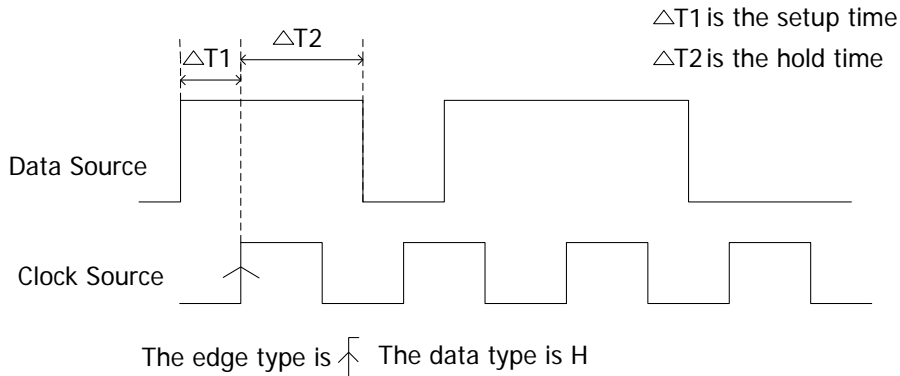 △T1 is the setup time
△T2
△T2 is the hold time
△T1
Data Source
Clock Source
The edge type is The data type is H